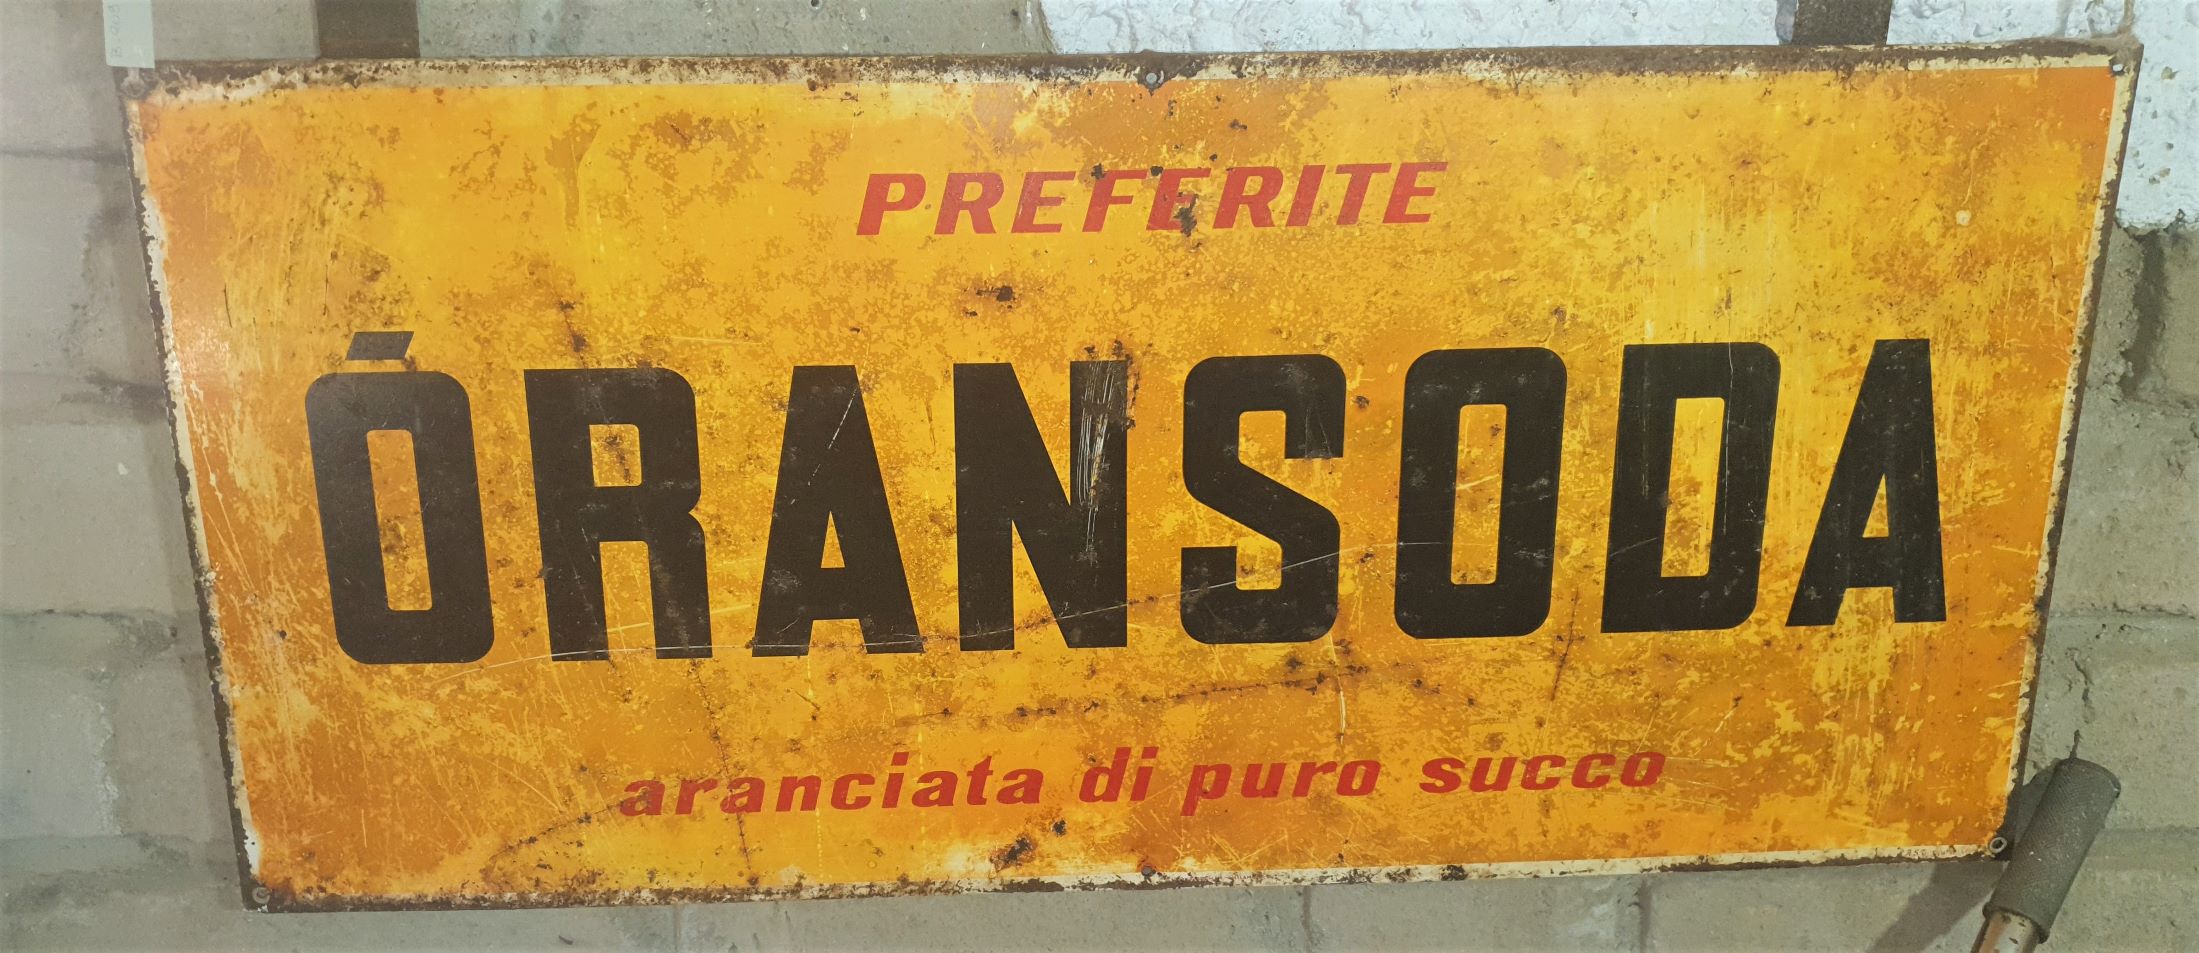 PREFERITE
ÓRANSODA
aranciata di puro succo